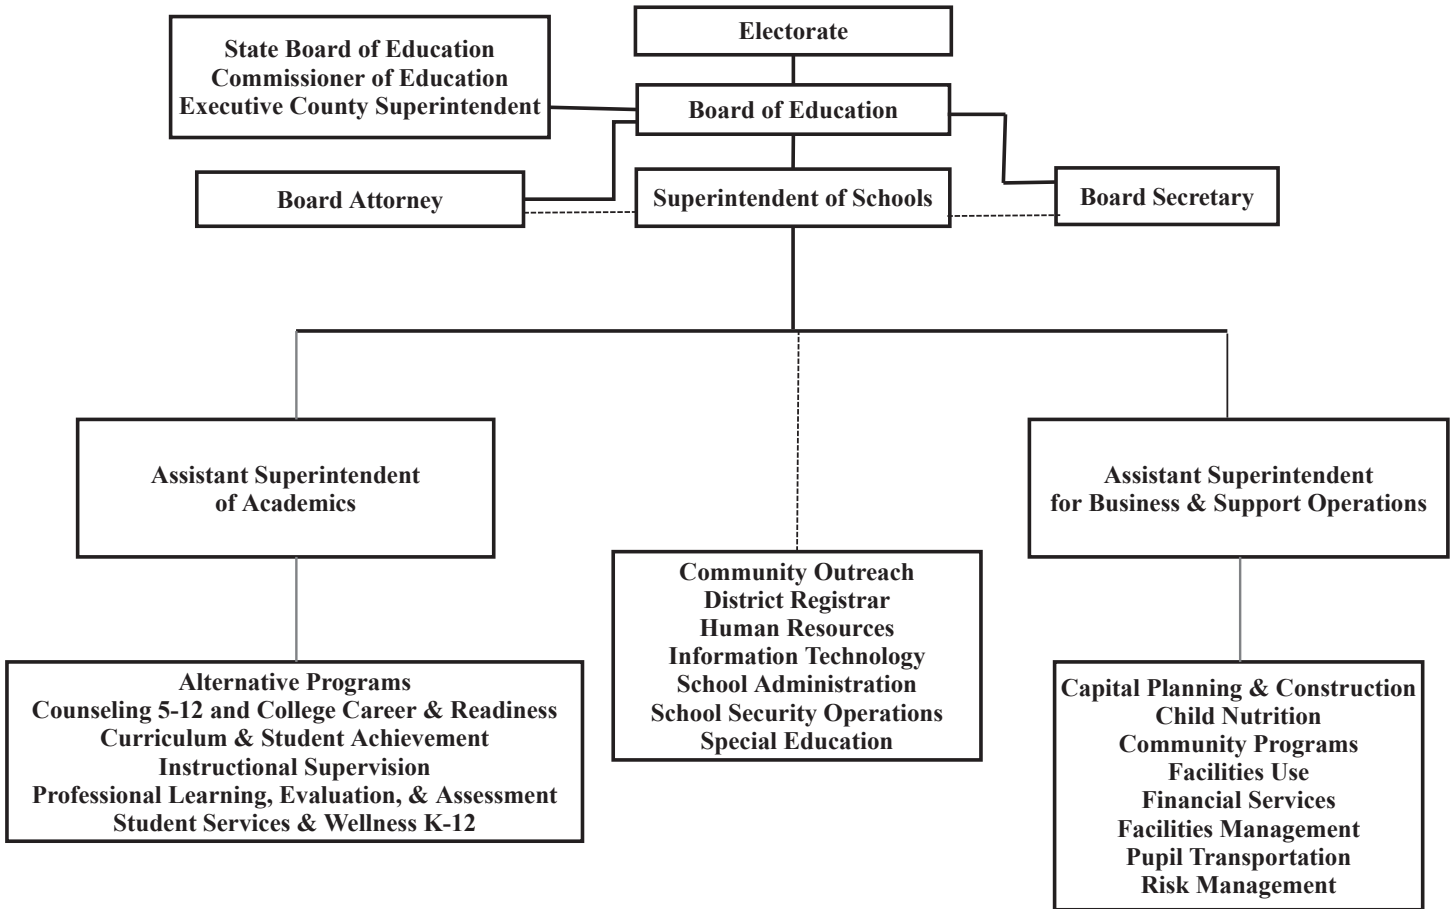 Electorate
State Board of Education
Commissioner of Education
Executive County Superintendent
Board of Education
Board Attorney
Superintendent of Schools
Board Secretary
Assistant Superintendent
of Academics
Assistant Superintendent
for Business & Support Operations
Community Outreach
District Registrar
Human Resources
Information Technology
School Administration
School Security Operations
Special Education
Alternative Programs
Counseling 5-12 and College Career & Readiness
Curriculum & Student Achievement
Instructional Supervision
Professional Learning, Evaluation, & Assessment
Student Services & Wellness K-12
Capital Planning & Construction
Child Nutrition
Community Programs
Facilities Use
Financial Services
Facilities Management
Pupil Transportation
Risk Management